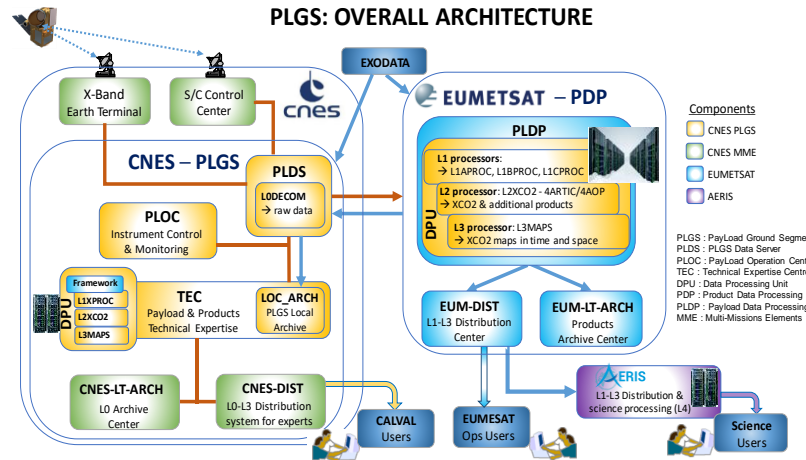 PLGS: OVERALL ARCHITECTURE
X-Band
Earth Terminal
S/C Control
Center
cnes
EXODATA
EUMETSAT – PDP
CNES – PLGS
PLDS
L0DECOM
→ raw data
PLOC
Instrument Control
& Monitoring
DPU
Framework
L1XPROC
L2XCO2
L3MAPS
TEC
Payload & Products
Technical Expertise
LOC_ARCH
PLGS Local
Archive
CNES-LT-ARCH
L0 Archive
Center
CNES-DIST
L0-L3 Distribution
system for experts
CALVAL
Users
PLDP
DPU
L1 processors:
→ L1APROC, L1BPROC, L1CPROC
L2 processor: L2XCO2 - 4ARTIC/4AOP
→ XCO2 & additional products
L3 processor: L3MAPS
→ XCO2 maps in time and space
EUM-DIST
L1-L3 Distribution
Center
EUM-LT-ARCH
Products
Archive Center
EUMESAT
Ops Users
AERIS
L1-L3 Distribution &
science processing (L4)
Science
Users
Components
CNES PLGS
CNES MME
EUMETSAT
AERIS
PLGS : PayLoad Ground Segme
PLDS : PLGS Data Server
PLOC : PayLoad Operation Cent
TEC : Technical Expertise Centr
DPU : Data Processing Unit
PDP : Product Data Processing
PLDP : Payload Data Processing
MME : Multi-Missions Elements